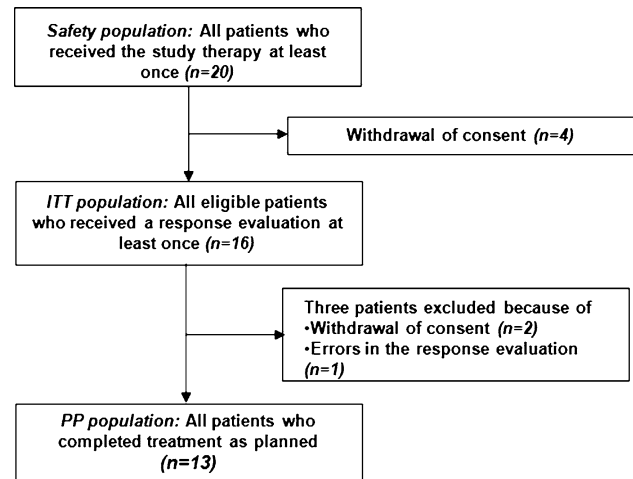 Safety population: All patients who
received the study therapy at least
once (n=20)
Withdrawal of consent (n=4)
ITT population: All eligible patients
who received a response evaluation at
least once (n=16)
Three patients excluded because of
•Withdrawal of consent (n=2)
•Errors in the response evaluation
(n=1)
PP population: All patients who
completed treatment as planned
(n=13)